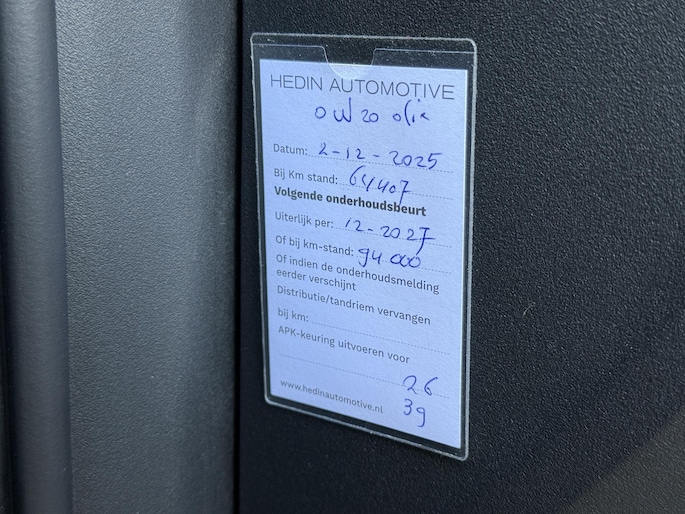 HEDIN AUTOMOTIVE
0W20 olie
Datum: 2-12-2025
Bij Km stand: 64407
Volgende onderhoudsbeurt
Uiterlijk per: 12-2027
Of bij km-stand: 94.000
Of indien de onderhoudsmelding
eerder verschijnt
Distributie/tandriem vervangen
bij km:
APK-keuring uitvoeren voor
26
39
www.hedinautomotive.nl